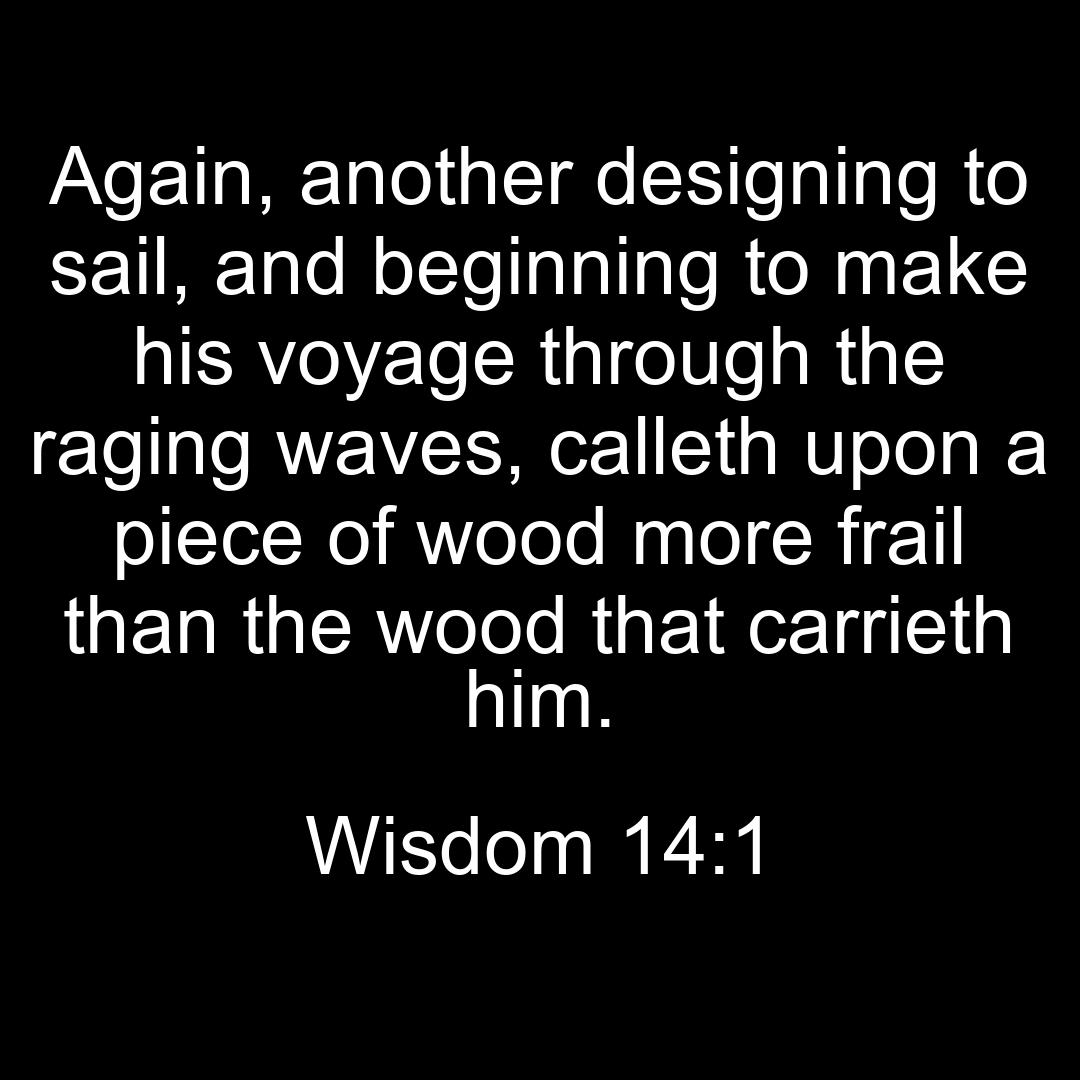 Again, another designing to
sail, and beginning to make
his voyage through the
raging waves, calleth upon a
piece of wood more frail
than the wood that carrieth
him.
Wisdom 14:1